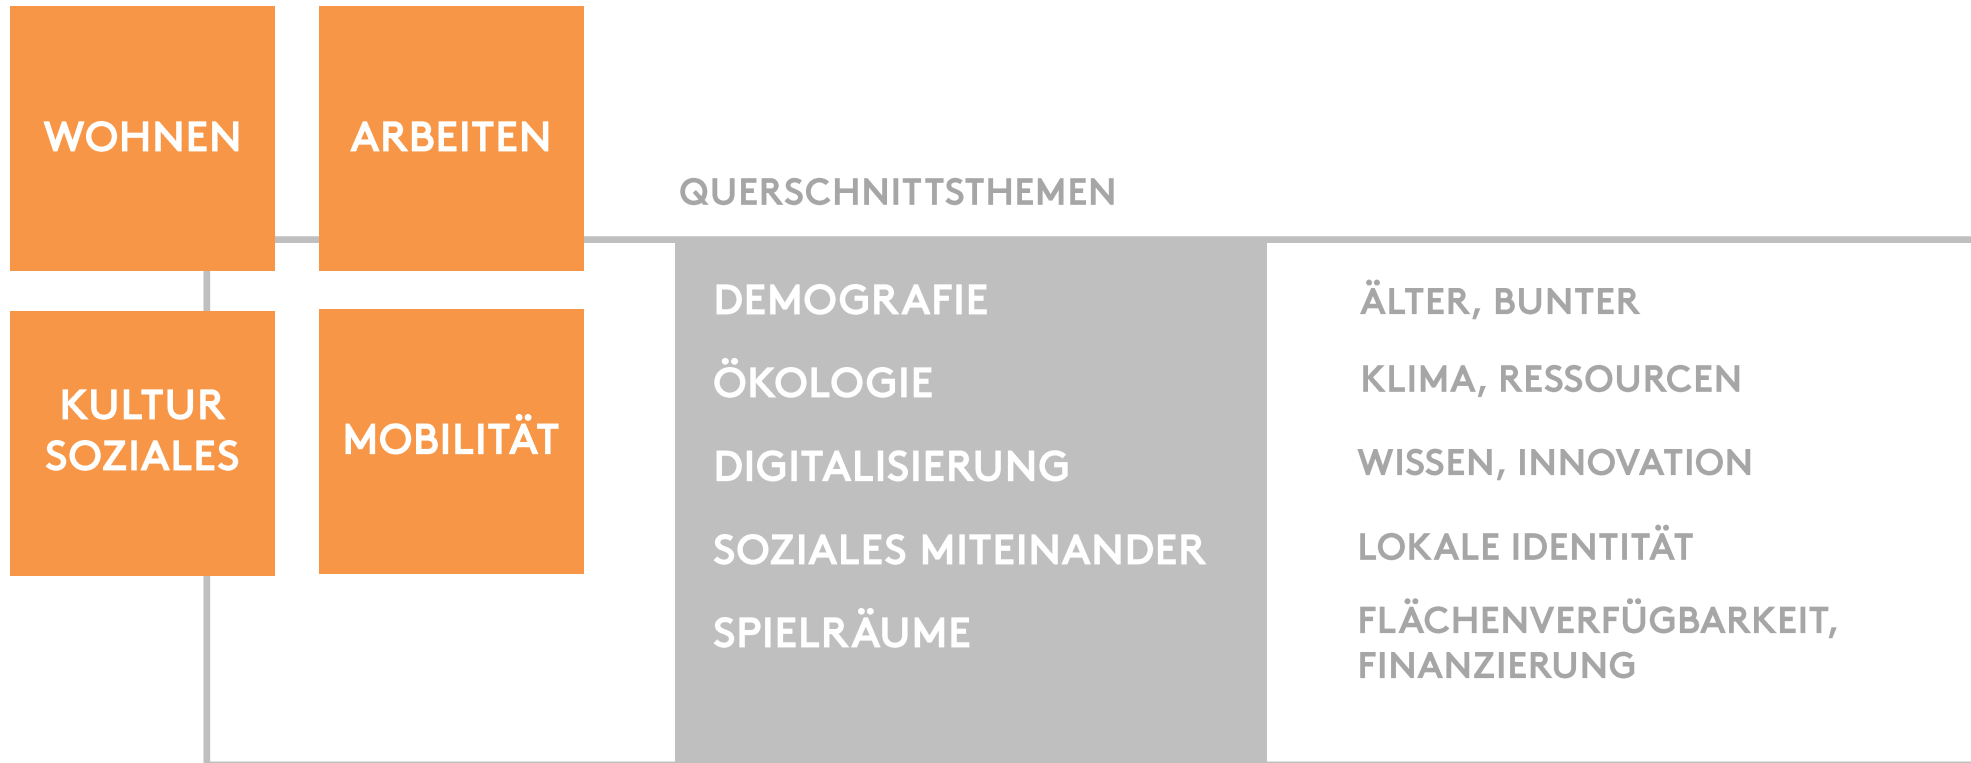 WOHNEN
ARBEITEN
KULTUR
SOZIALES
MOBILITÄT
QUERSCHNITTSTHEMEN
DEMOGRAFIE
ÄLTER, BUNTER
ÖKOLOGIE
KLIMA, RESSOURCEN
DIGITALISIERUNG
WISSEN, INNOVATION
SOZIALES MITEINANDER
LOKALE IDENTITÄT
SPIELRÄUME
FLÄCHENVERFÜGBARKEIT,
FINANZIERUNG